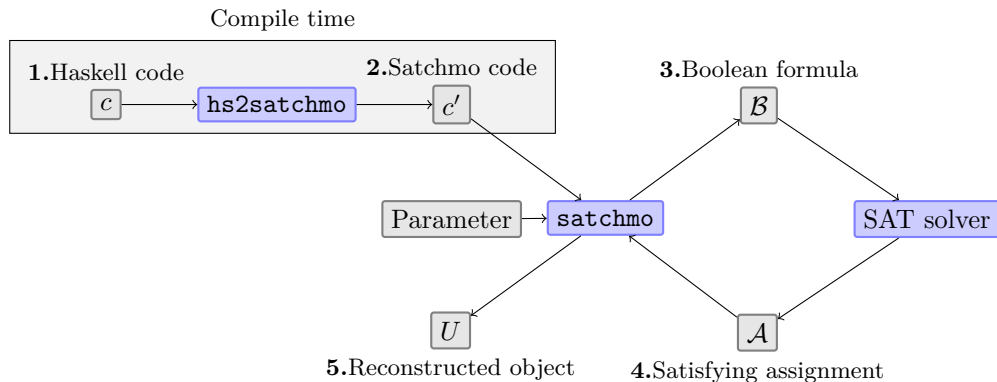 Compile time
1.Haskell code
2.Satchmo code
3.Boolean formula
c
hs2satchmo
c′
ℬ
Parameter
satchmo
SAT solver
U
𝒜
5.Reconstructed object
4.Satisfying assignment